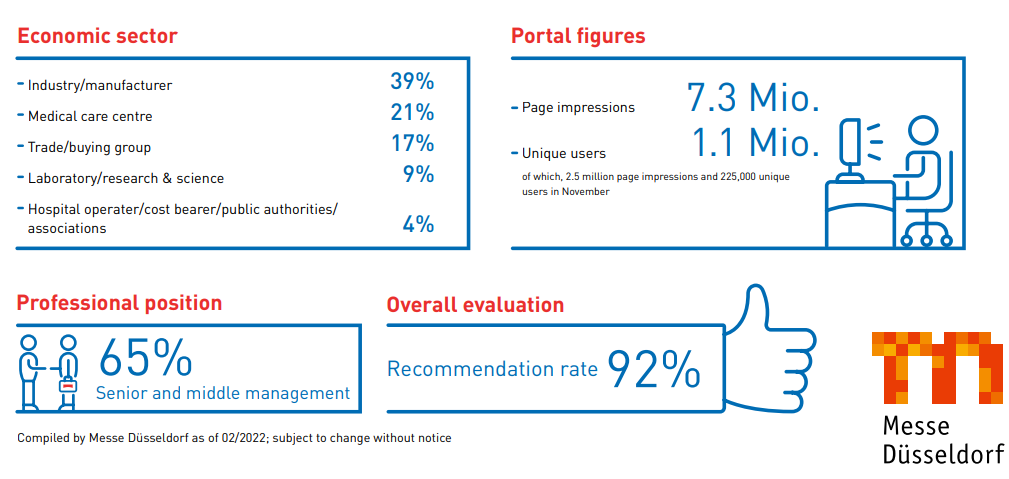 Economic sector
- Industry/manufacturer 39%
- Medical care centre 21%
- Trade/buying group 17%
- Laboratory/research & science 9%
- Hospital operater/cost bearer/public authorities/
associations 4%
Portal figures
- Page impressions 7.3 Mio.
- Unique users 1.1 Mio.
of which, 2.5 million page impressions and 225,000 unique
users in November
Professional position
65%
Senior and middle management
Overall evaluation
Recommendation rate 92%
Compiled by Messe Düsseldorf as of 02/2022; subject to change without notice
Messe
Düsseldorf